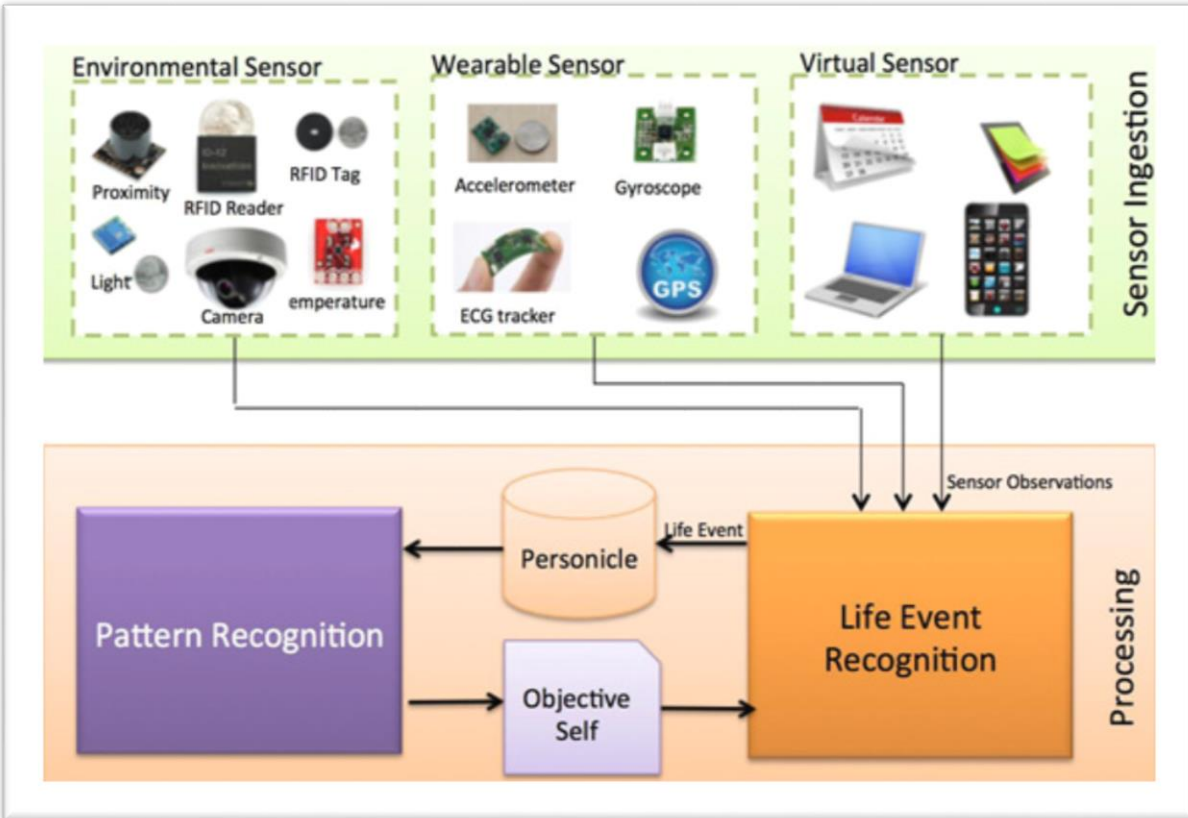 Environmental Sensor
Wearable Sensor
Virtual Sensor
Proximity
RFID Reader
RFID Tag
Light
Camera
emperature
Accelerometer
Gyroscope
ECG tracker
GPS
Calendar
Sensor Ingestion
Sensor Observations
Life Event
Personicle
Pattern Recognition
Objective
Self
Life Event
Recognition
Processing